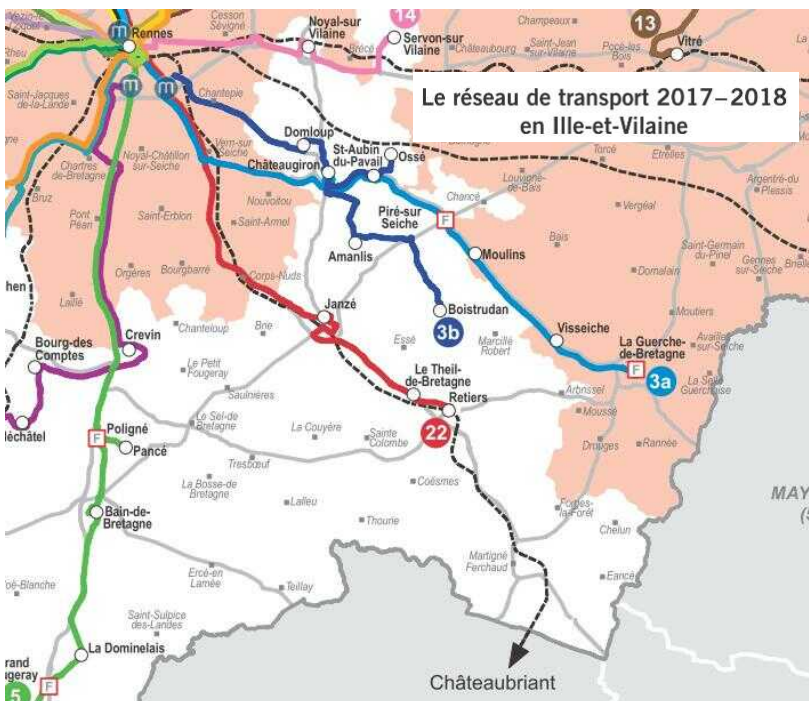 Vezin-le-Coquet
Cesson Sévigné
Noyal-sur
Vilaine
14
Servon-sur
Vilaine
Champeaux
Châteaubourg
Saint-Jean
sur-Vilaine
Pocé-les
Bois
13
Vitré
m
Rennes
Brécé
Rheu
Saint-Jacques
de-la-Lande
m
m
Chantepie
Le réseau de transport 2017–2018
en Ille-et-Vilaine
Domloup
St-Aubin
du-Pavail
Ossé
Torcé
Etrelles
Chartres
de-Bretagne
Noyal-Châtillon
sur-Seiche
Vern-sur
Seiche
Châteaugiron
Louvigné-
de-Bais
Argentré-du
Plessis
Bruz
Nouvoitou
Chancé
Vergéal
Pont
Péan
Saint-Erblon
Saint-Armel
Piré-sur
Seiche
F
Bais
Saint-Germain
du-Pinel
Amanlis
Moulins
Domalain
Gennes
sur-Seiche
Orgères
Bourgbarré
Corps-Nuds
Laillé
Boistrudan
Moutiers
Janzé
3b
Visseiche
Chanteloup
Brie
Essé
Marcillé
Robert
La Guerche-
de-Bretagne
Availles
sur-Seiche
Bourg-des
Comptes
Crevin
F
3a
La Selle
Guerchaise
Le Petit
Fougeray
Saulnières
Le Theil-
de-Bretagne
Retiers
Arbrissel
Moussé
Poligné
F
Pancé
Le Sel-de
Bretagne
La Couyère
Sainte
Colombe
22
Drouges
Rannée
Tresbœuf
La Bosse-de
Bretagne
Coësmes
Lalleu
Bain-de-
Bretagne
Thourie
Forges-
la-Forêt
Chelun
Martigné
Ferchaud
Eancé
Ercé-en
Lamée
Teillay
Saint-Sulpice
des-Landes
La Dominelais
F
5
Châteaubriant